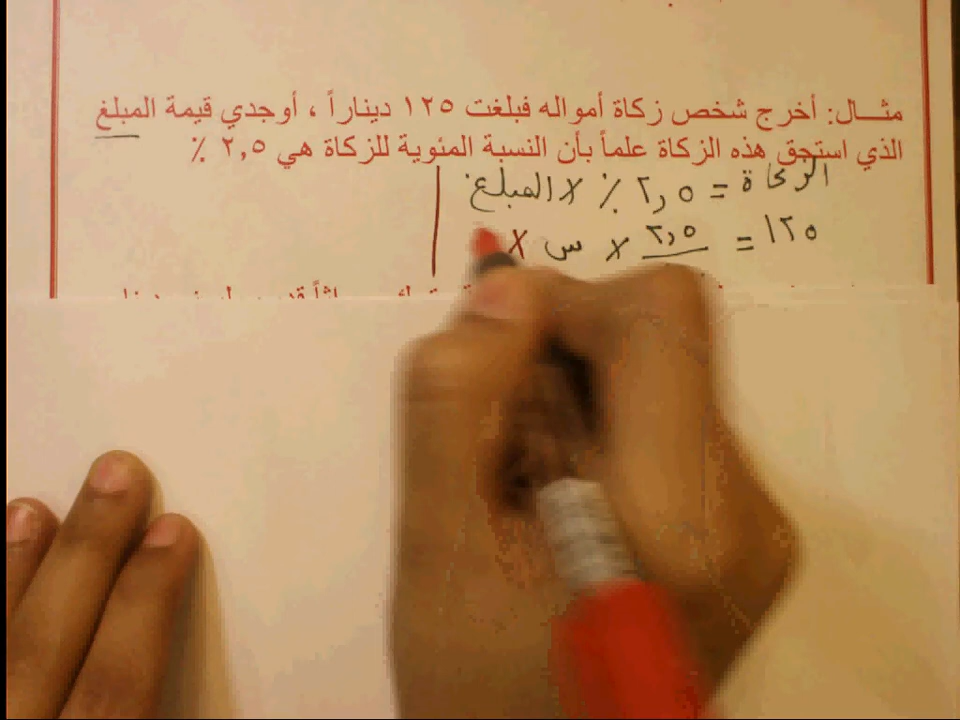 مثـــال: أخرج شخص زكاة أمواله فبلغت ١٢٥ ديناراً ، أوجدي قيمة المبلغ
الذي استحق هذه الزكاة علماً بأن النسبة المئوية للزكاة هي ٢,٥ ٪
الزكاة = ٢,٥ ٪ × المبلغ
١٢٥ = ٢,٥ × س ×